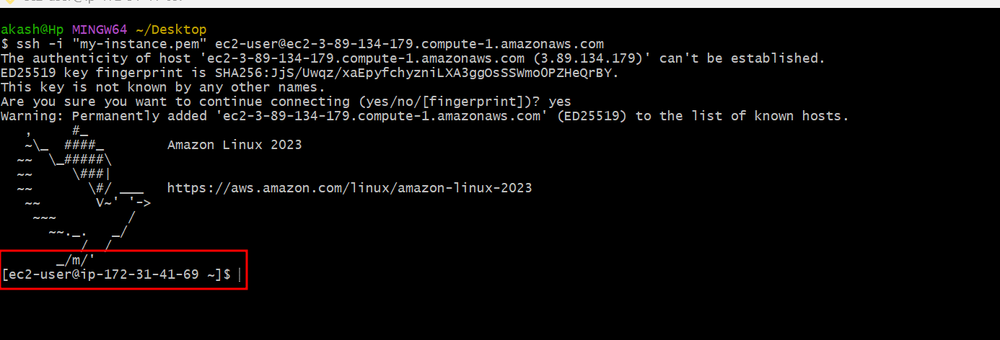 akash@Hp MINGW64 ~/Desktop
$ ssh -i "my-instance.pem" ec2-user@ec2-3-89-134-179.compute-1.amazonaws.com
The authenticity of host 'ec2-3-89-134-179.compute-1.amazonaws.com (3.89.134.179)' can't be established.
ED25519 key fingerprint is SHA256:JjS/Uwqz/xaEpyfchyzniLXA3ggOsSSWmo0PZHeQrBY.
This key is not known by any other names.
Are you sure you want to continue connecting (yes/no/[fingerprint])? yes
Warning: Permanently added 'ec2-3-89-134-179.compute-1.amazonaws.com' (ED25519) to the list of known hosts.
   ,     #_
   ~\_  ####_        Amazon Linux 2023
  ~~  \_#####\
  ~~     \###|
  ~~       \#/ ___   https://aws.amazon.com/linux/amazon-linux-2023
   ~~       V~' '->
    ~~~         /
      ~~._.   _/
         _/ _/
       _/m/'
[ec2-user@ip-172-31-41-69 ~]$